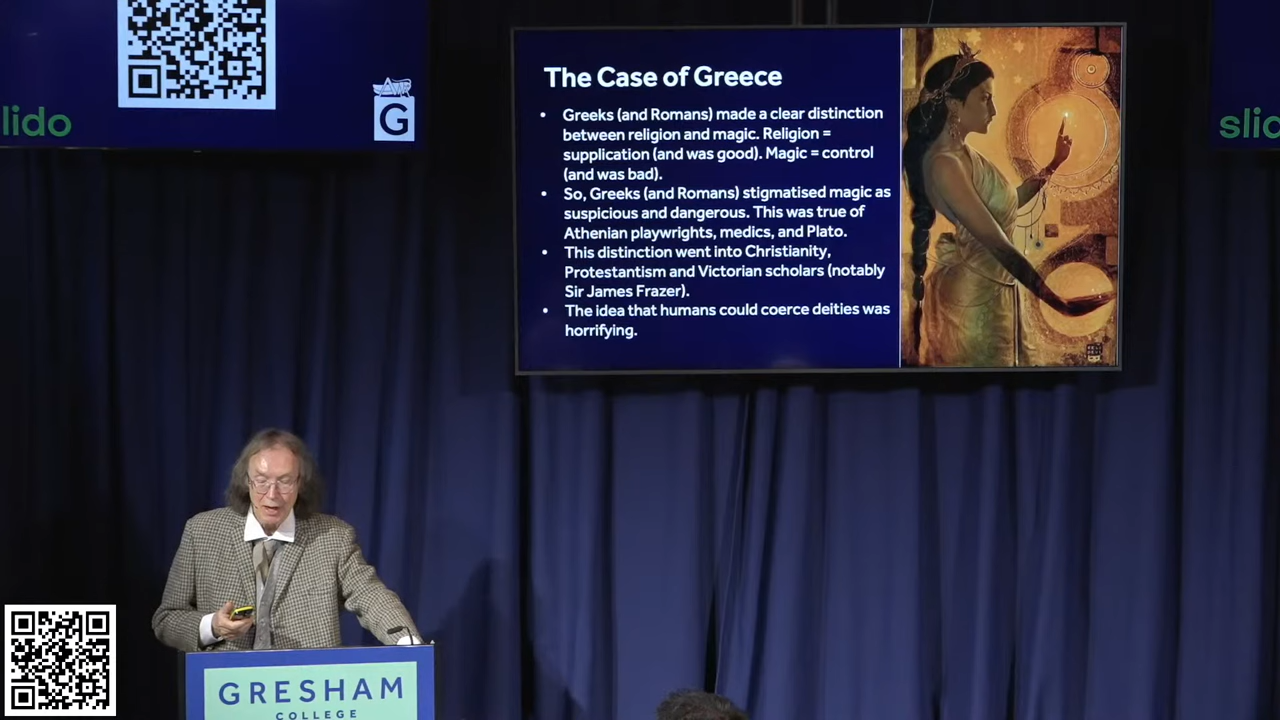 slido
G
The Case of Greece
• Greeks (and Romans) made a clear distinction
between religion and magic. Religion =
supplication (and was good). Magic = control
(and was bad).
• So, Greeks (and Romans) stigmatised magic as
suspicious and dangerous. This was true of
Athenian playwrights, medics, and Plato.
• This distinction went into Christianity,
Protestantism and Victorian scholars (notably
Sir James Frazer).
• The idea that humans could coerce deities was
horrifying.
slic
GRESHAM
COLLEGE